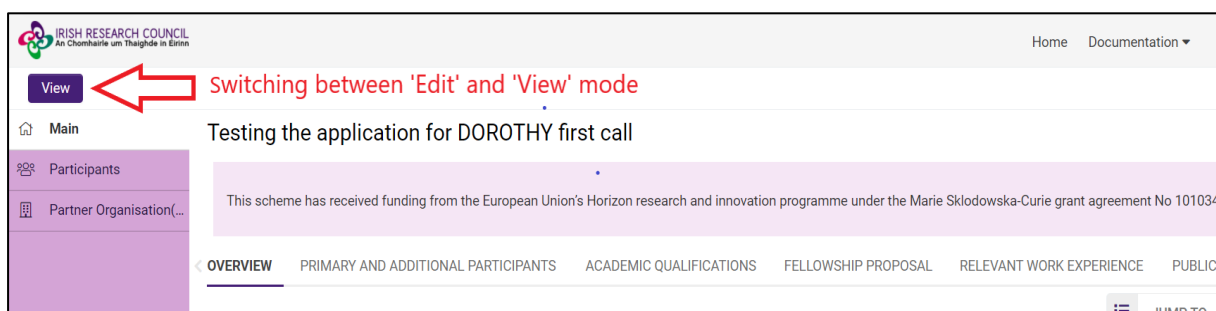 IRISH RESEARCH COUNCIL
An Chomhairle um Thaighde in Éirinn
Home Documentation
View
Switching between 'Edit' and 'View' mode
Main
Testing the application for DOROTHY first call
Participants
Partner Organisation(...
This scheme has received funding from the European Union's Horizon research and innovation programme under the Marie Sklodowska-Curie grant agreement No 101034
OVERVIEW PRIMARY AND ADDITIONAL PARTICIPANTS ACADEMIC QUALIFICATIONS FELLOWSHIP PROPOSAL RELEVANT WORK EXPERIENCE PUBLIC
JUMP TO